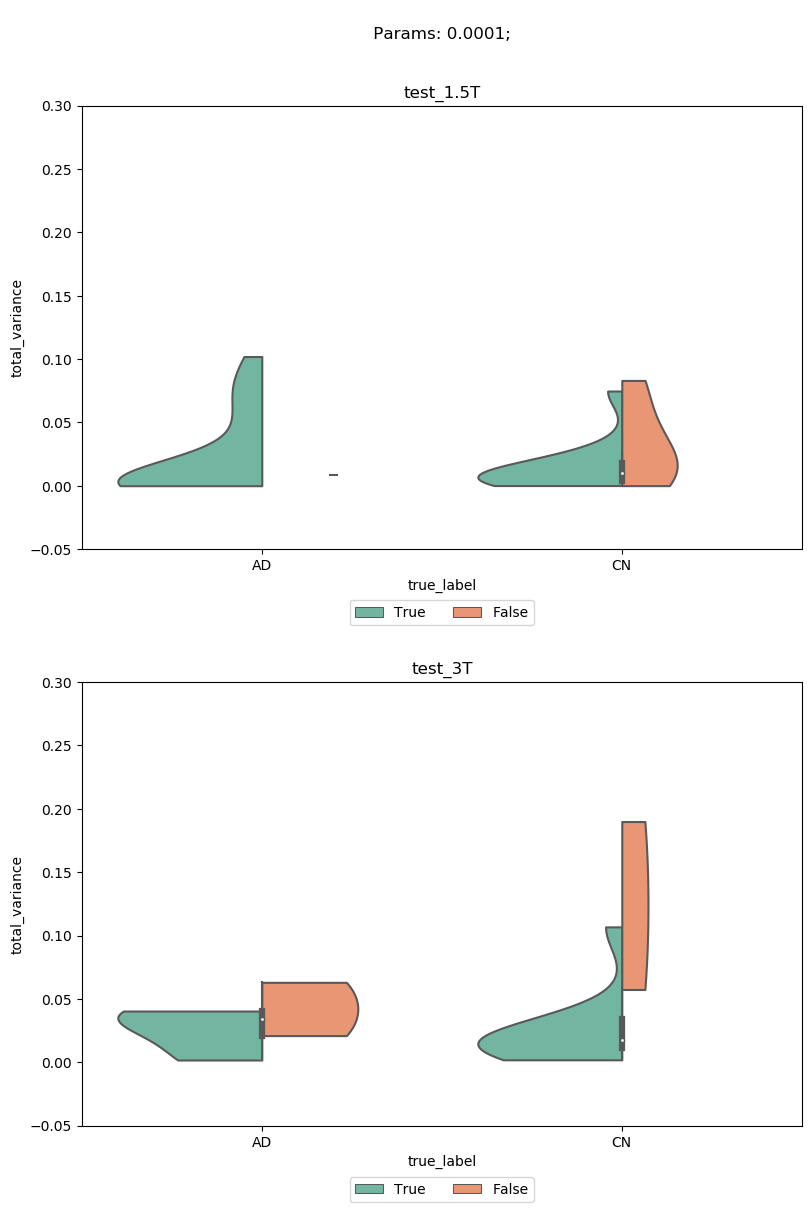 Params: 0.0001;
test_1.5T
0.30
0.25
0.20
0.15
0.10
0.05
0.00
−0.05
total_variance
AD CN
true_label
True False
test_3T
0.30
0.25
0.20
0.15
0.10
0.05
0.00
−0.05
total_variance
AD CN
true_label
True False